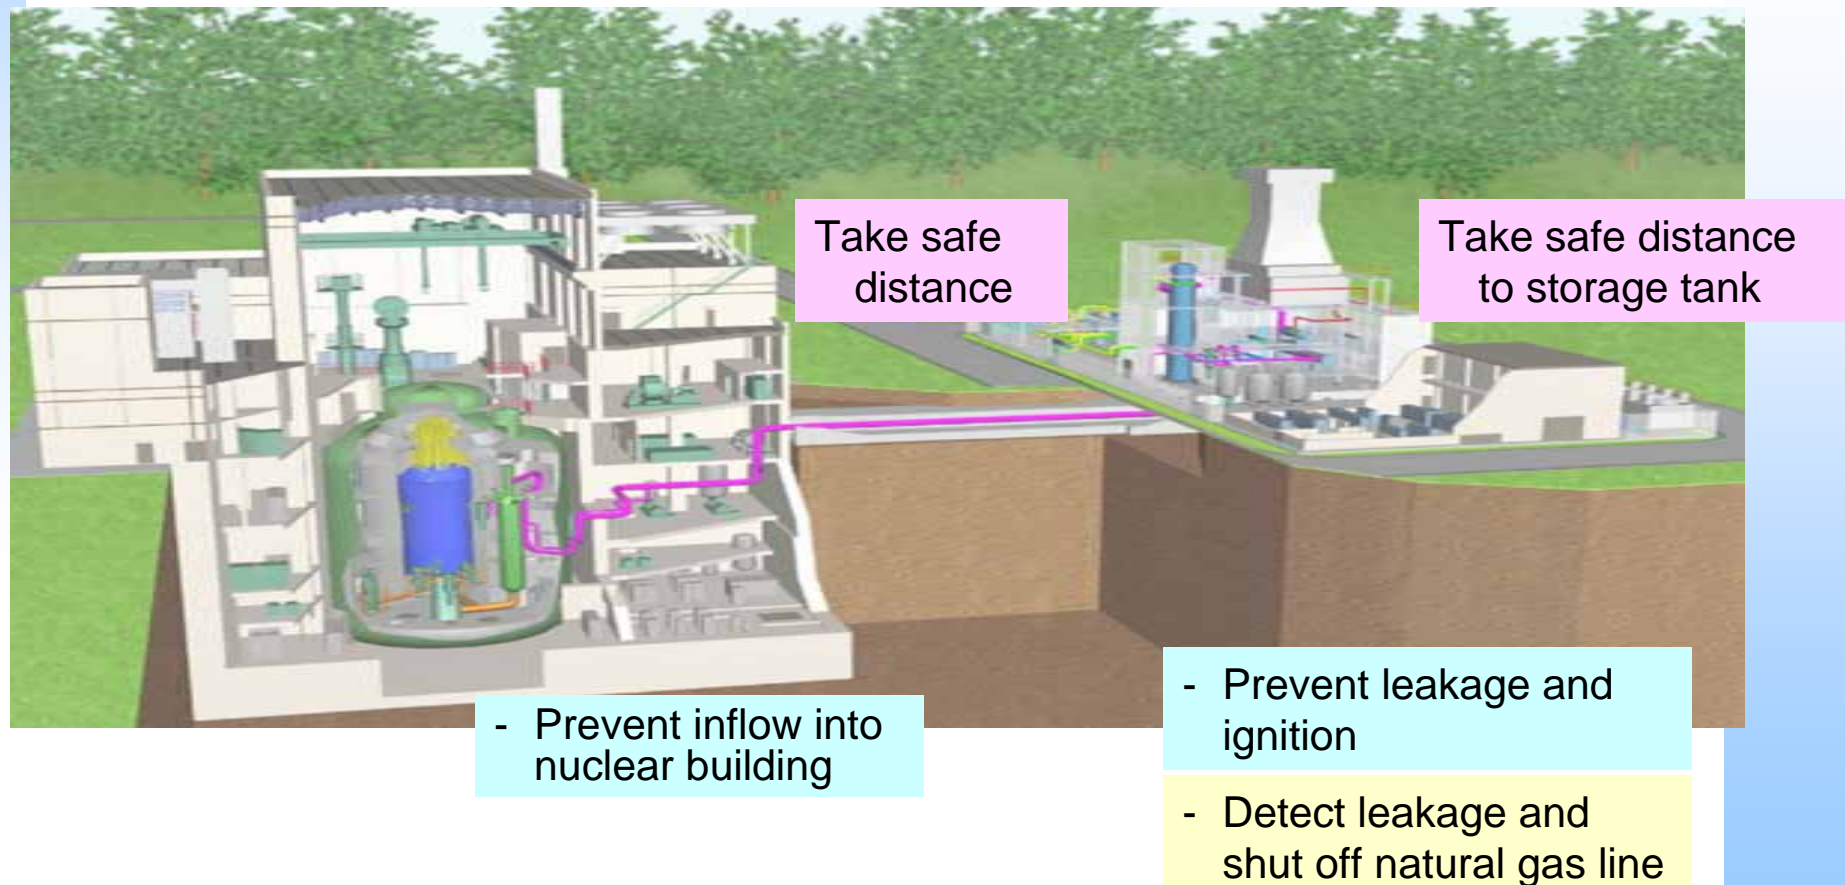 Take safe
distance
Take safe distance
to storage tank
- Prevent inflow into
nuclear building
- Prevent leakage and
ignition
- Detect leakage and
shut off natural gas line